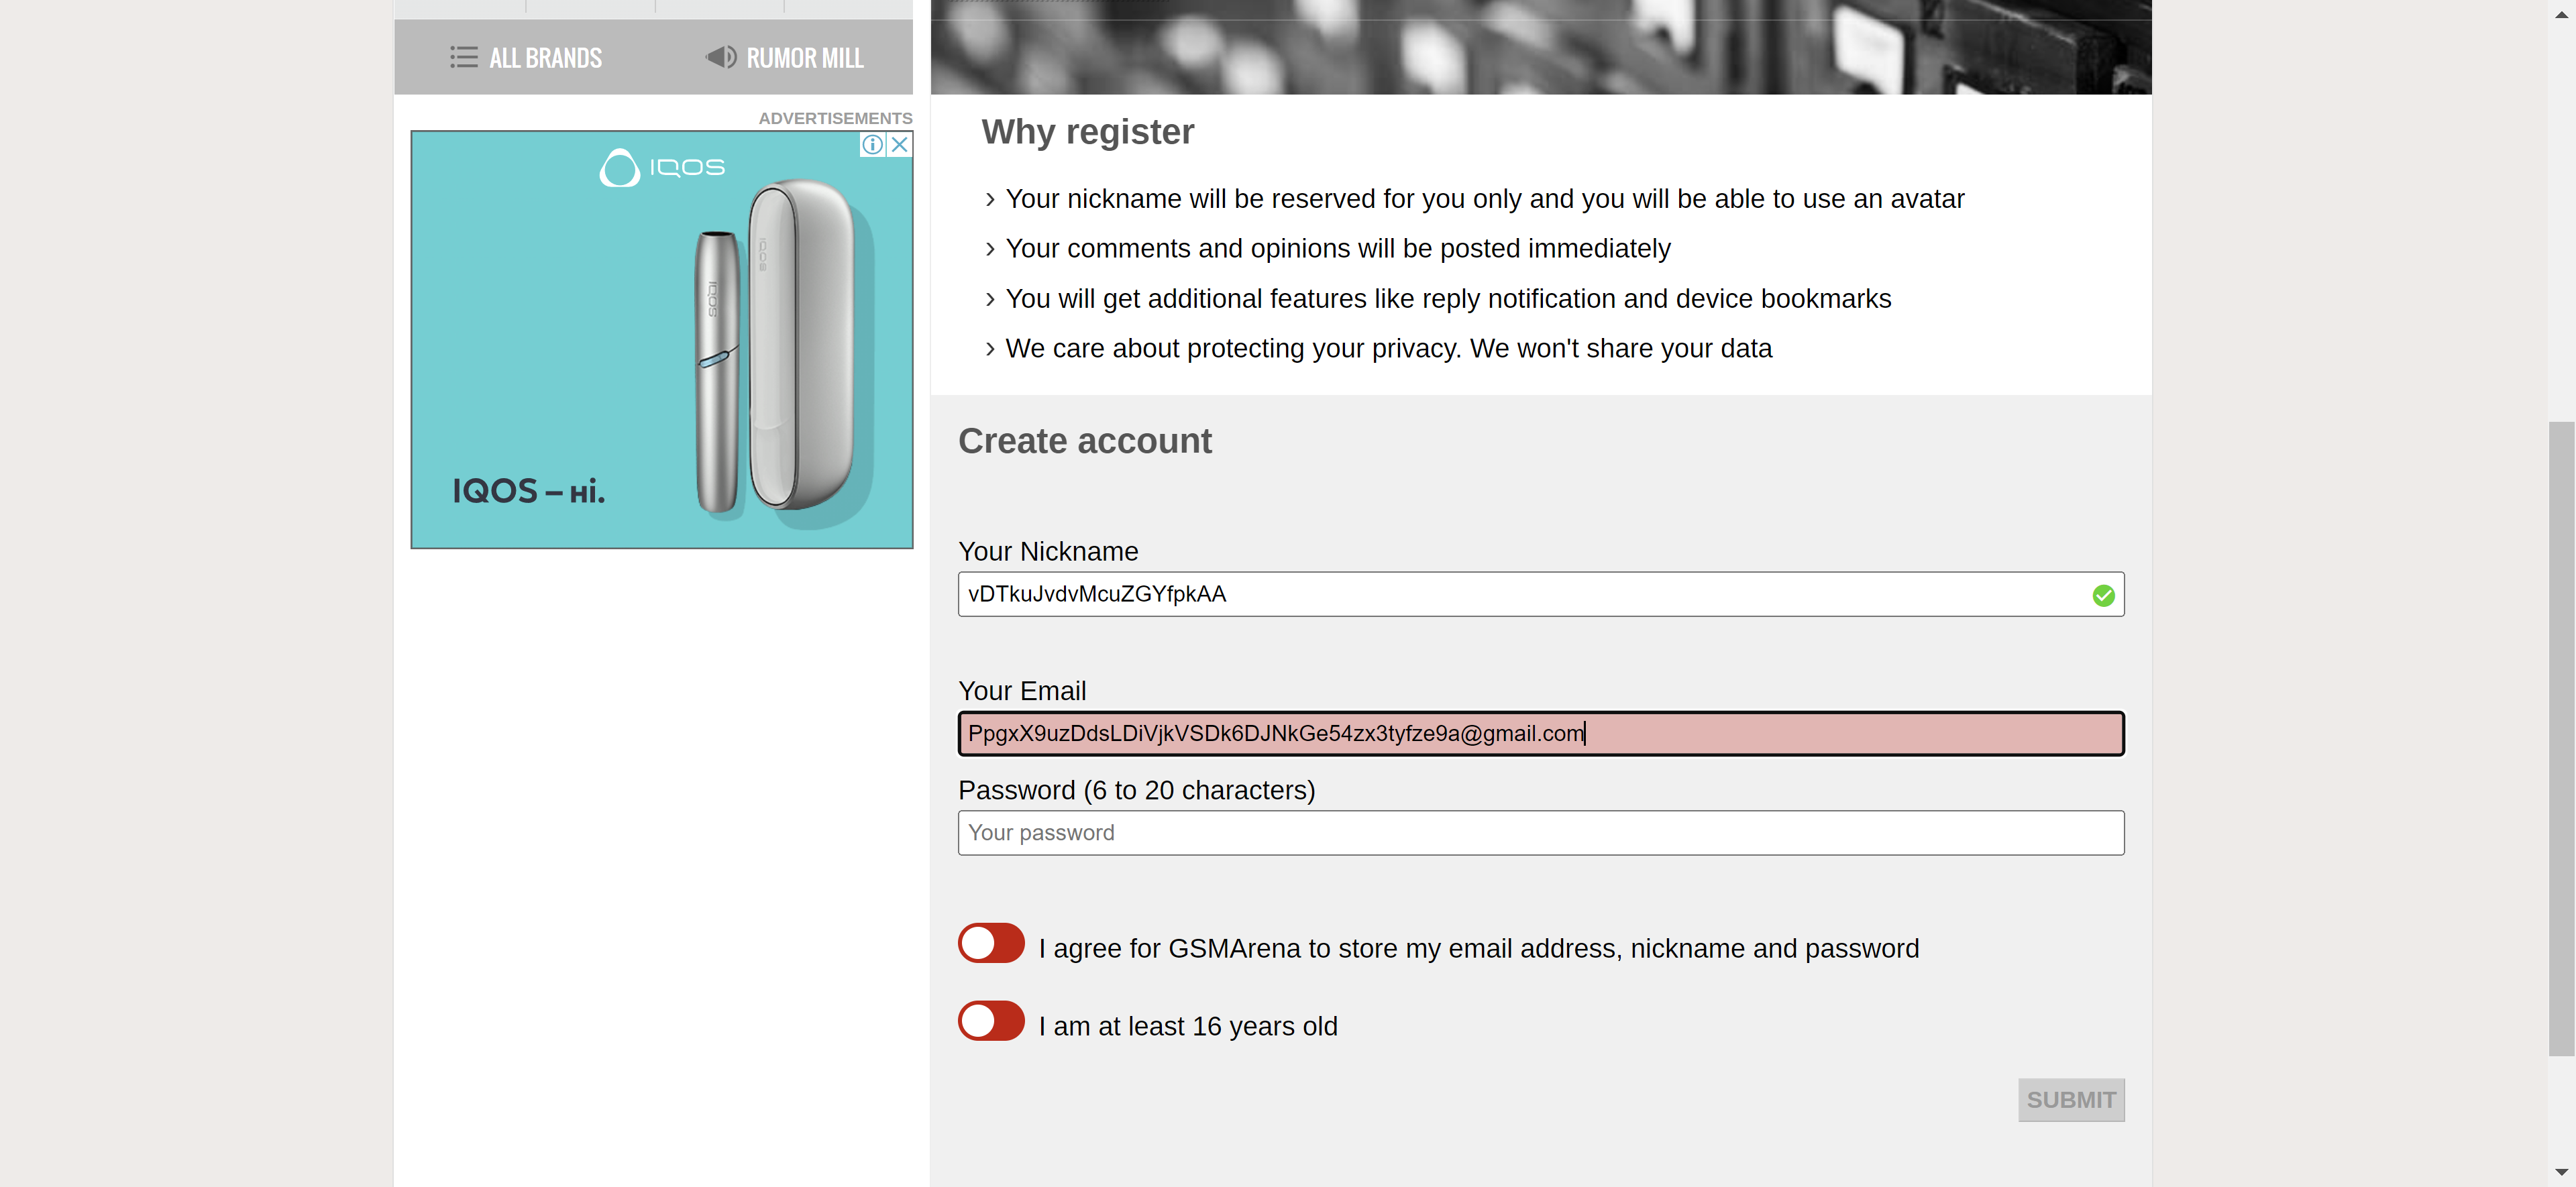 ALL BRANDS
RUMOR MILL
ADVERTISEMENTS
IQOS
IQOS
IQOS
IQOS – нi.
Why register
Your nickname will be reserved for you only and you will be able to use an avatar
Your comments and opinions will be posted immediately
You will get additional features like reply notification and device bookmarks
We care about protecting your privacy. We won't share your data
Create account
Your Nickname
vDTkuJvdvMcuZGYfpkAA
Your Email
PpgxX9uzDdsLDiVjkVSDk6DJNkGe54zx3tyfze9a@gmail.com
Password (6 to 20 characters)
Your password
I agree for GSMArena to store my email address, nickname and password
I am at least 16 years old
SUBMIT